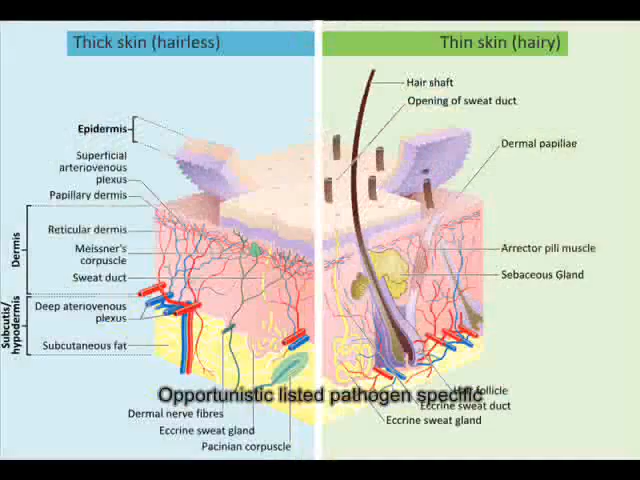 Thick skin (hairless)
Thin skin (hairy)
Epidermis
Superficial
arteriovenous
plexus
Papillary dermis
Reticular dermis
Meissner's
corpuscle
Sweat duct
Deep ateriovenous
plexus
Subcutaneous fat
Dermis
Subcutis/
hypodermis
Dermal nerve fibres
Eccrine sweat gland
Pacinian corpuscle
Hair shaft
Opening of sweat duct
Dermal papiliae
Arrector pili muscle
Sebaceous Gland
Hair follicle
Eccrine sweat duct
Eccrine sweat gland
Opportunistic listed pathogen specific